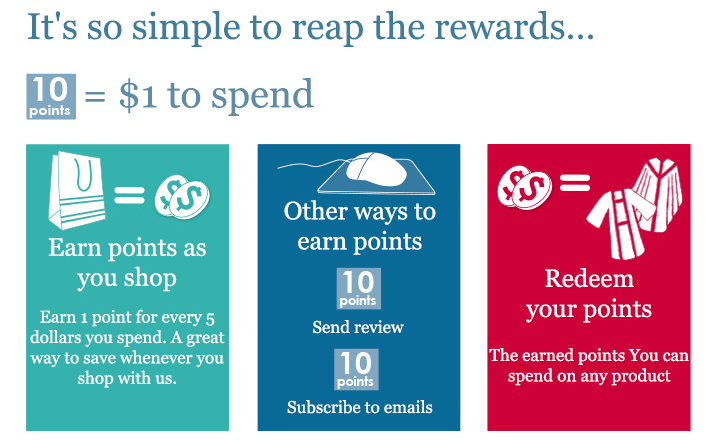 It's so simple to reap the rewards...
10
points
= $1 to spend
$$ 
Earn points as
you shop
Earn 1 point for every 5
dollars you spend. A great
way to save whenever you
shop with us.
Other ways to
earn points
10
points
Send review
10
points
Subscribe to emails
$$ 
Redeem
your points
The earned points You can
spend on any product